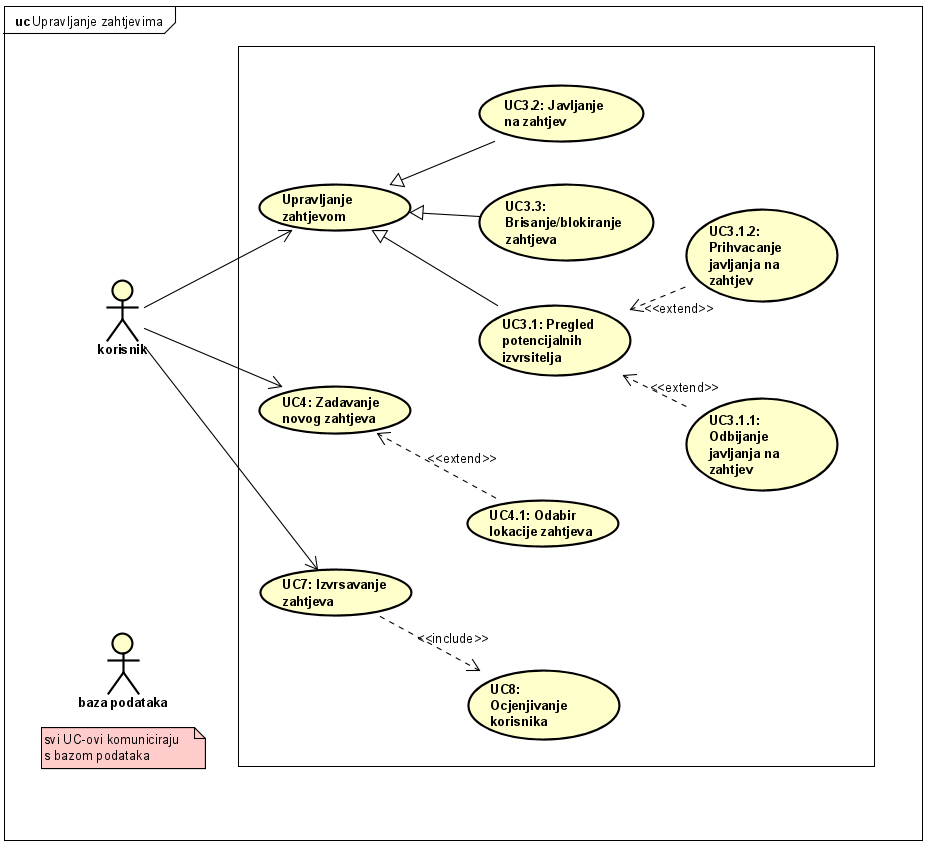 uc Upravljanje zahtjevima
UC3.2: Javljanje
na zahtjev
Upravljanje
zahtjevom
UC3.3:
Brisanje/blokiranje
zahtjeva
UC3.1.2:
Prihvacanje
javljanja na
zahtjev
<<extend>>
UC3.1: Pregled
potencijalnih
izvrsitelja
korisnik
<<extend>>
UC4: Zadavanje
novog zahtjeva
UC3.1.1:
Odbijanje
javljanja na
zahtjev
<<extend>>
UC4.1: Odabir
lokacije zahtjeva
UC7: Izvrsavanje
zahtjeva
<<include>>
UC8:
Ocjenjivanje
korisnika
baza podataka
svi UC-ovi komuniciraju
s bazom podataka